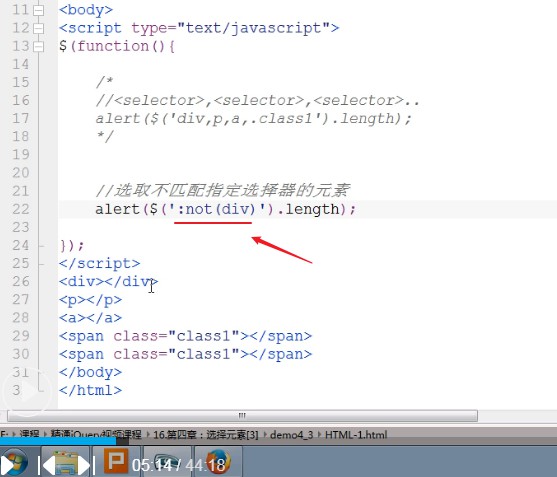 11 <body>
12 <script type="text/javascript">
13 $(function(){
14
15 /*
16 //<selector>,<selector>,<selector>..
17 alert($('div,p,a,.class1').length);
18 */
19
20
21 //选取不匹配指定选择器的元素
22 alert($(':not(div)').length);
23
24 });
25 </script>
26 <div></div>
27 <p></p>
28 <a></a>
29 <span class="class1"></span>
30 <span class="class1"></span>
31 </body>
3 </html>
F: ▸ 课程 ▸ 精通jQuery视频课程 ▸ 16.第四章：选择元素[3] ▸ demo4_3 ▸ HTML-1.html
05:14 / 44:18